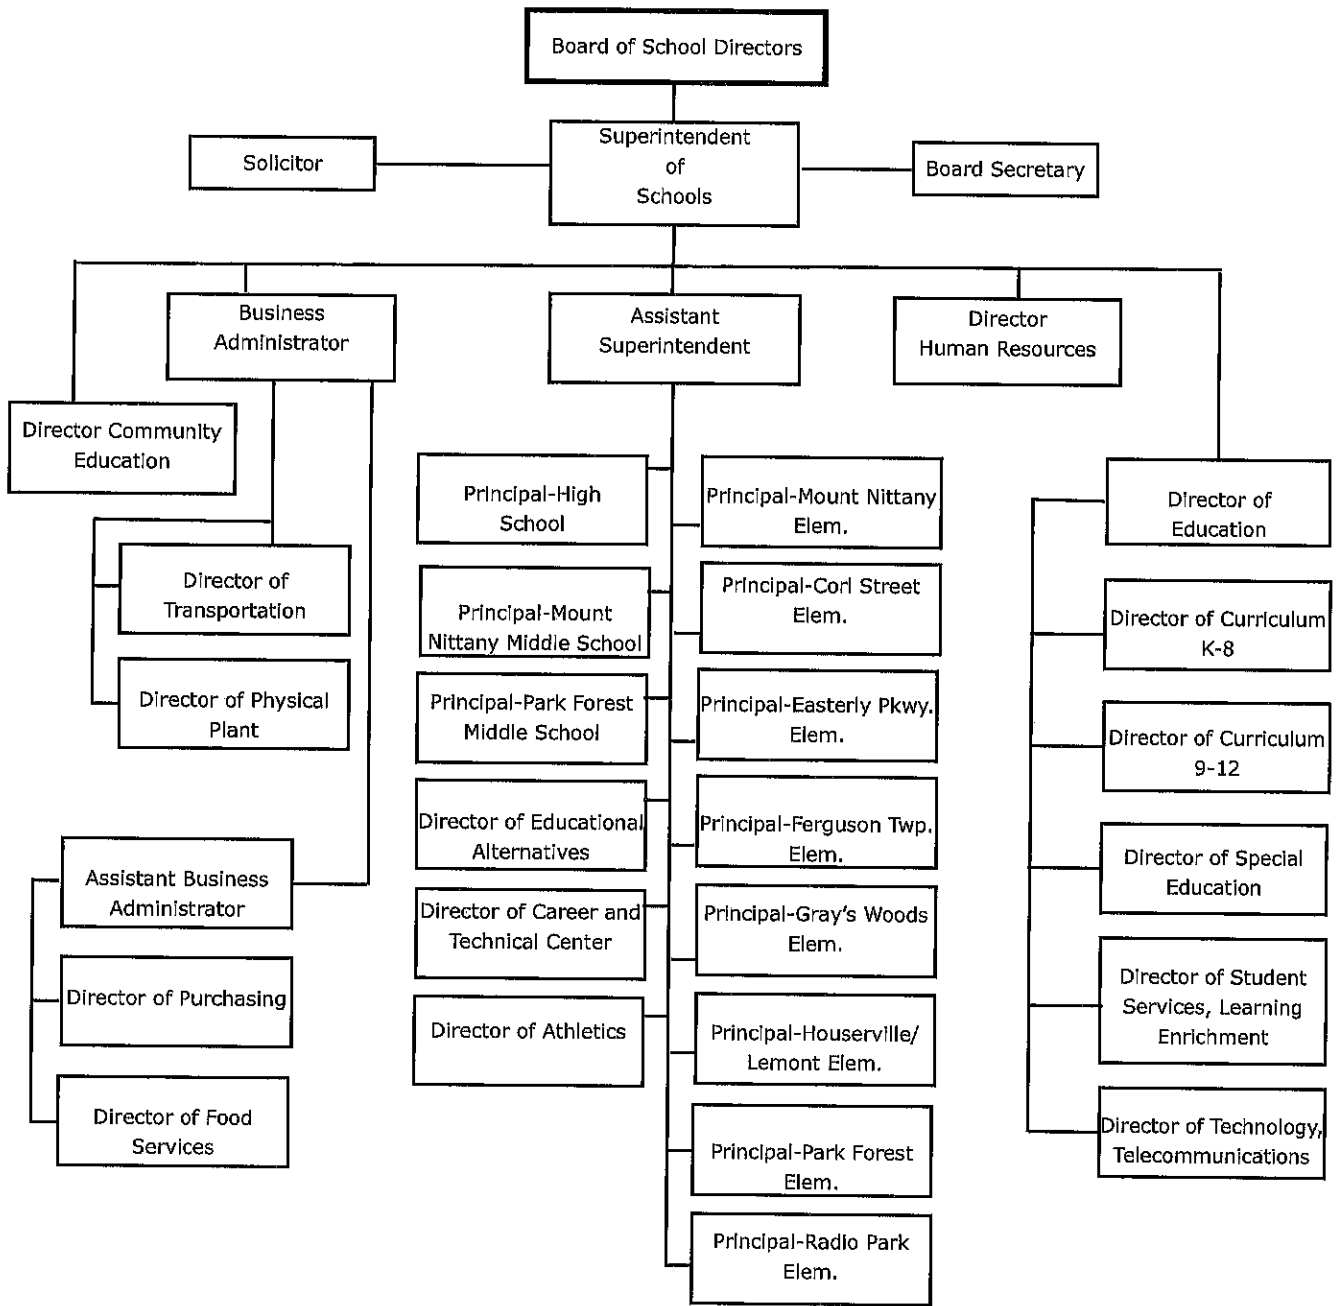 Board of School Directors
Superintendent
of
Schools
Solicitor
Board Secretary
Business
Administrator
Assistant
Superintendent
Director
Human Resources
Director Community
Education
Director of
Transportation
Director of Physical
Plant
Assistant Business
Administrator
Director of Purchasing
Director of Food
Services
Principal-High
School
Principal-Mount
Nittany Middle School
Principal-Park Forest
Middle School
Director of Educational
Alternatives
Director of Career and
Technical Center
Director of Athletics
Principal-Mount Nittany
Elem.
Principal-Corl Street
Elem.
Principal-Easterly Pkwy.
Elem.
Principal-Ferguson Twp.
Elem.
Principal-Gray's Woods
Elem.
Principal-Houserville/
Lemont Elem.
Principal-Park Forest
Elem.
Principal-Radio Park
Elem.
Director of
Education
Director of Curriculum
K-8
Director of Curriculum
9-12
Director of Special
Education
Director of Student
Services, Learning
Enrichment
Director of Technology,
Telecommunications